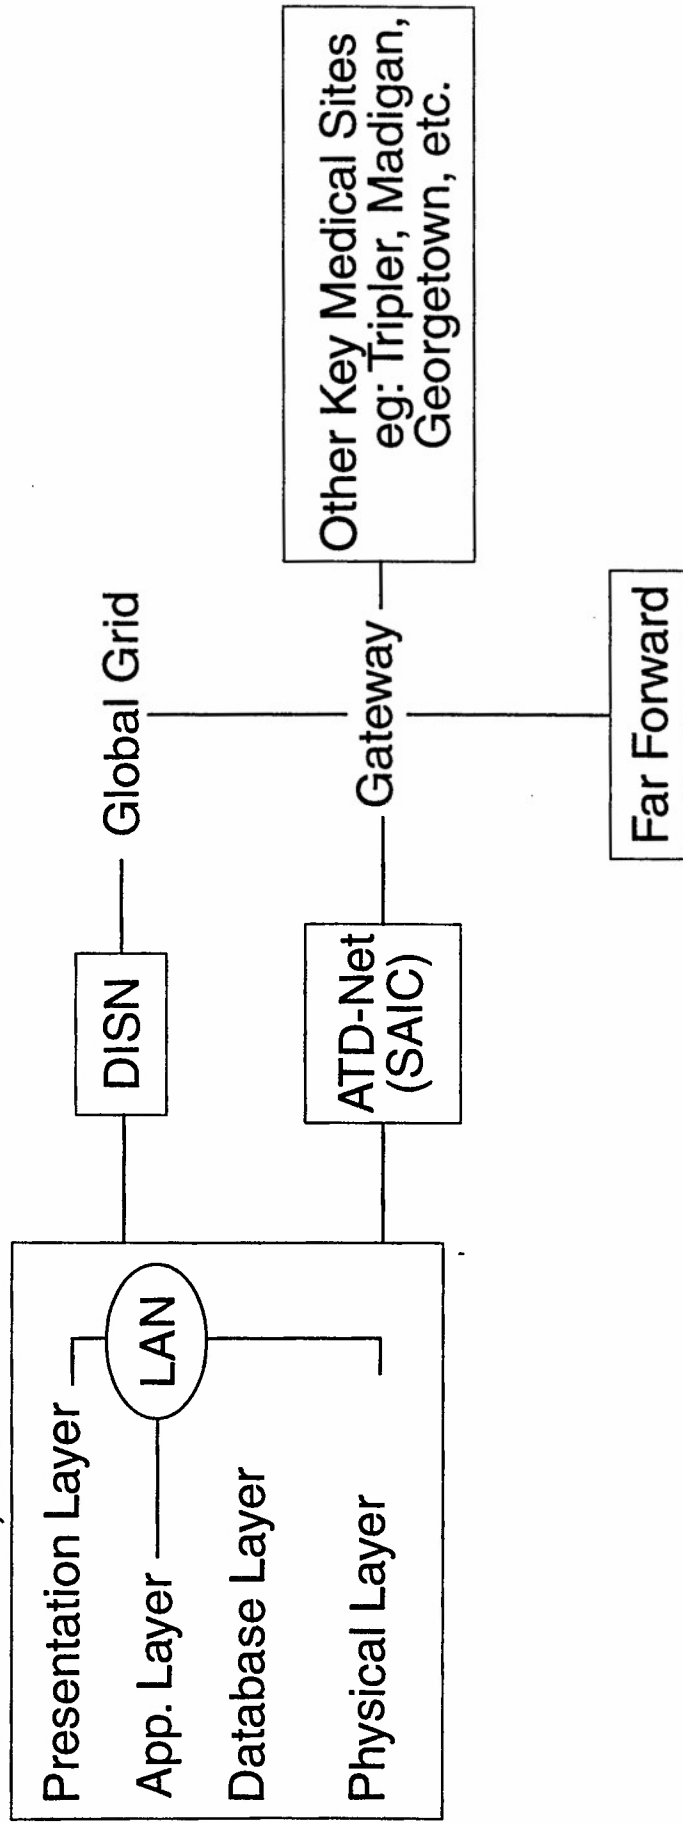 Presentation Layer
App. Layer
Database Layer
Physical Layer
LAN
DISN
ATD-Net
(SAIC)
Global Grid
Gateway
Far Forward
Other Key Medical Sites
eg: Tripler, Madigan,
Georgetown, etc.